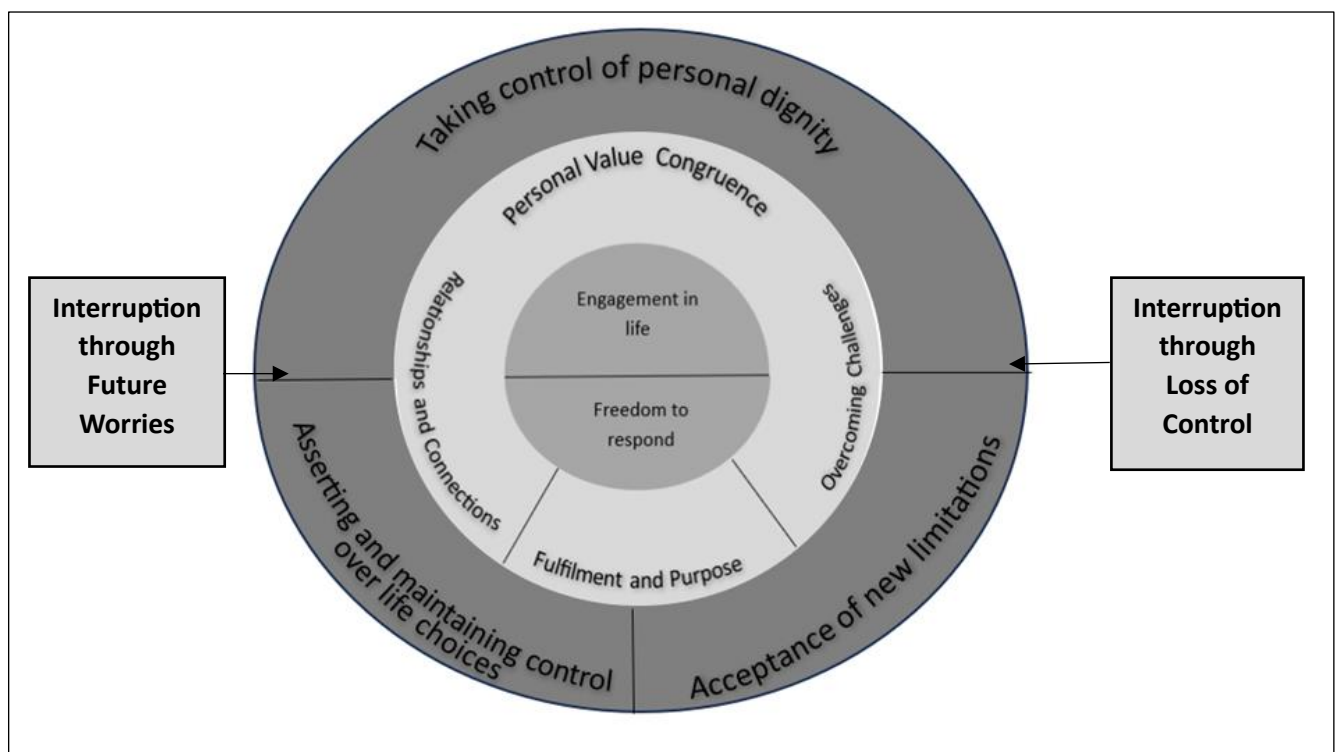 Taking control of personal dignity
Personal Value Congruence
Relationships and Connections
Overcoming Challenges
Engagement in
life
Freedom to
respond
Fulfilment and Purpose
Interruption
through
Future
Worries
Interruption
through
Loss of
Control
Asserting and maintaining control
over life choices
Acceptance of new limitations